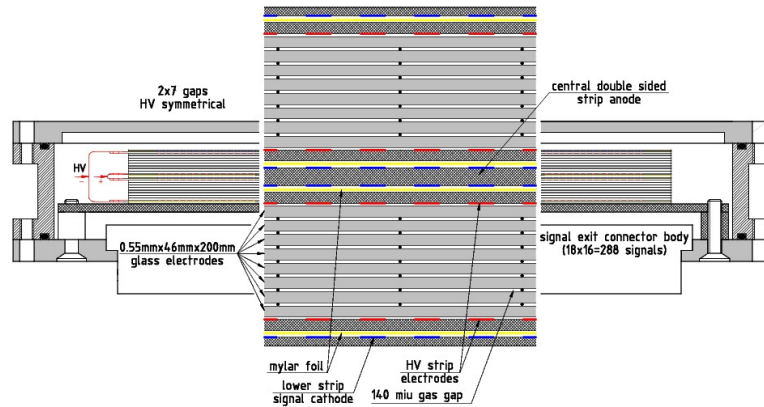 2x7 gaps
HV symmetrical
central double sided
strip anode
HV
- +
0.55mmx46mmx200mm
glass electrodes
signal exit connector body
(18x16=288 signals)
mylar foil
lower strip
signal cathode
HV strip
electrodes
140 miu gas gap